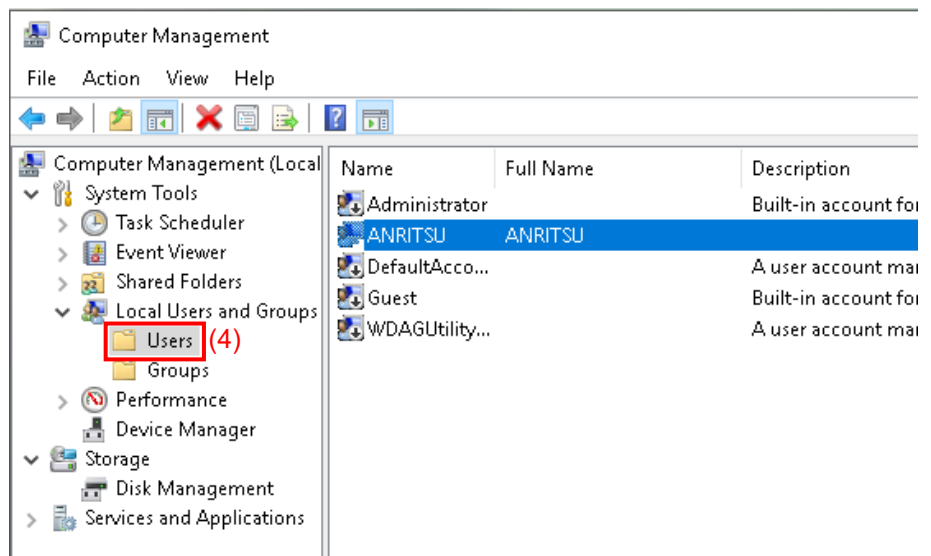 Computer Management
File Action View Help
Computer Management (Local
System Tools
Task Scheduler
Event Viewer
Shared Folders
Local Users and Groups
Users (4)
Groups
Performance
Device Manager
Storage
Disk Management
Services and Applications
Name Full Name Description
Administrator Built-in account for
ANRITSU ANRITSU
DefaultAcco... A user account mai
Guest Built-in account for
WDAGUtility... A user account mai